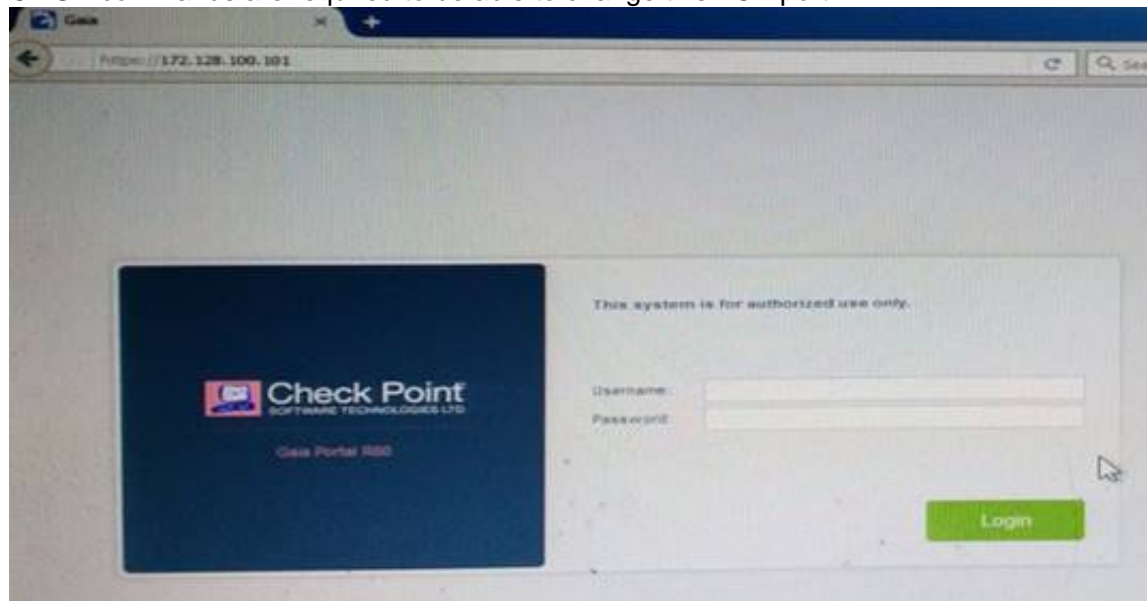 Gaia
https://172.128.100.101
This system is for authorized use only.
Check Point
SOFTWARE TECHNOLOGIES LTD.
Username:
Password:
Gaia Portal R80
Login